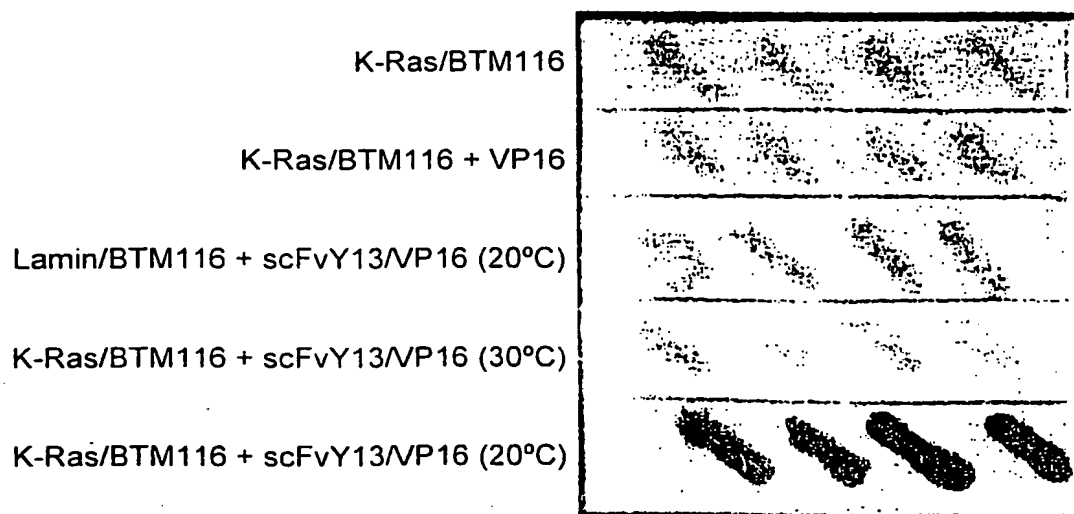 K-Ras/BTM116
K-Ras/BTM116 + VP16
Lamin/BTM116 + scFvY13/VP16 (20ºC)
K-Ras/BTM116 + scFvY13/VP16 (30ºC)
K-Ras/BTM116 + scFvY13/VP16 (20ºC)